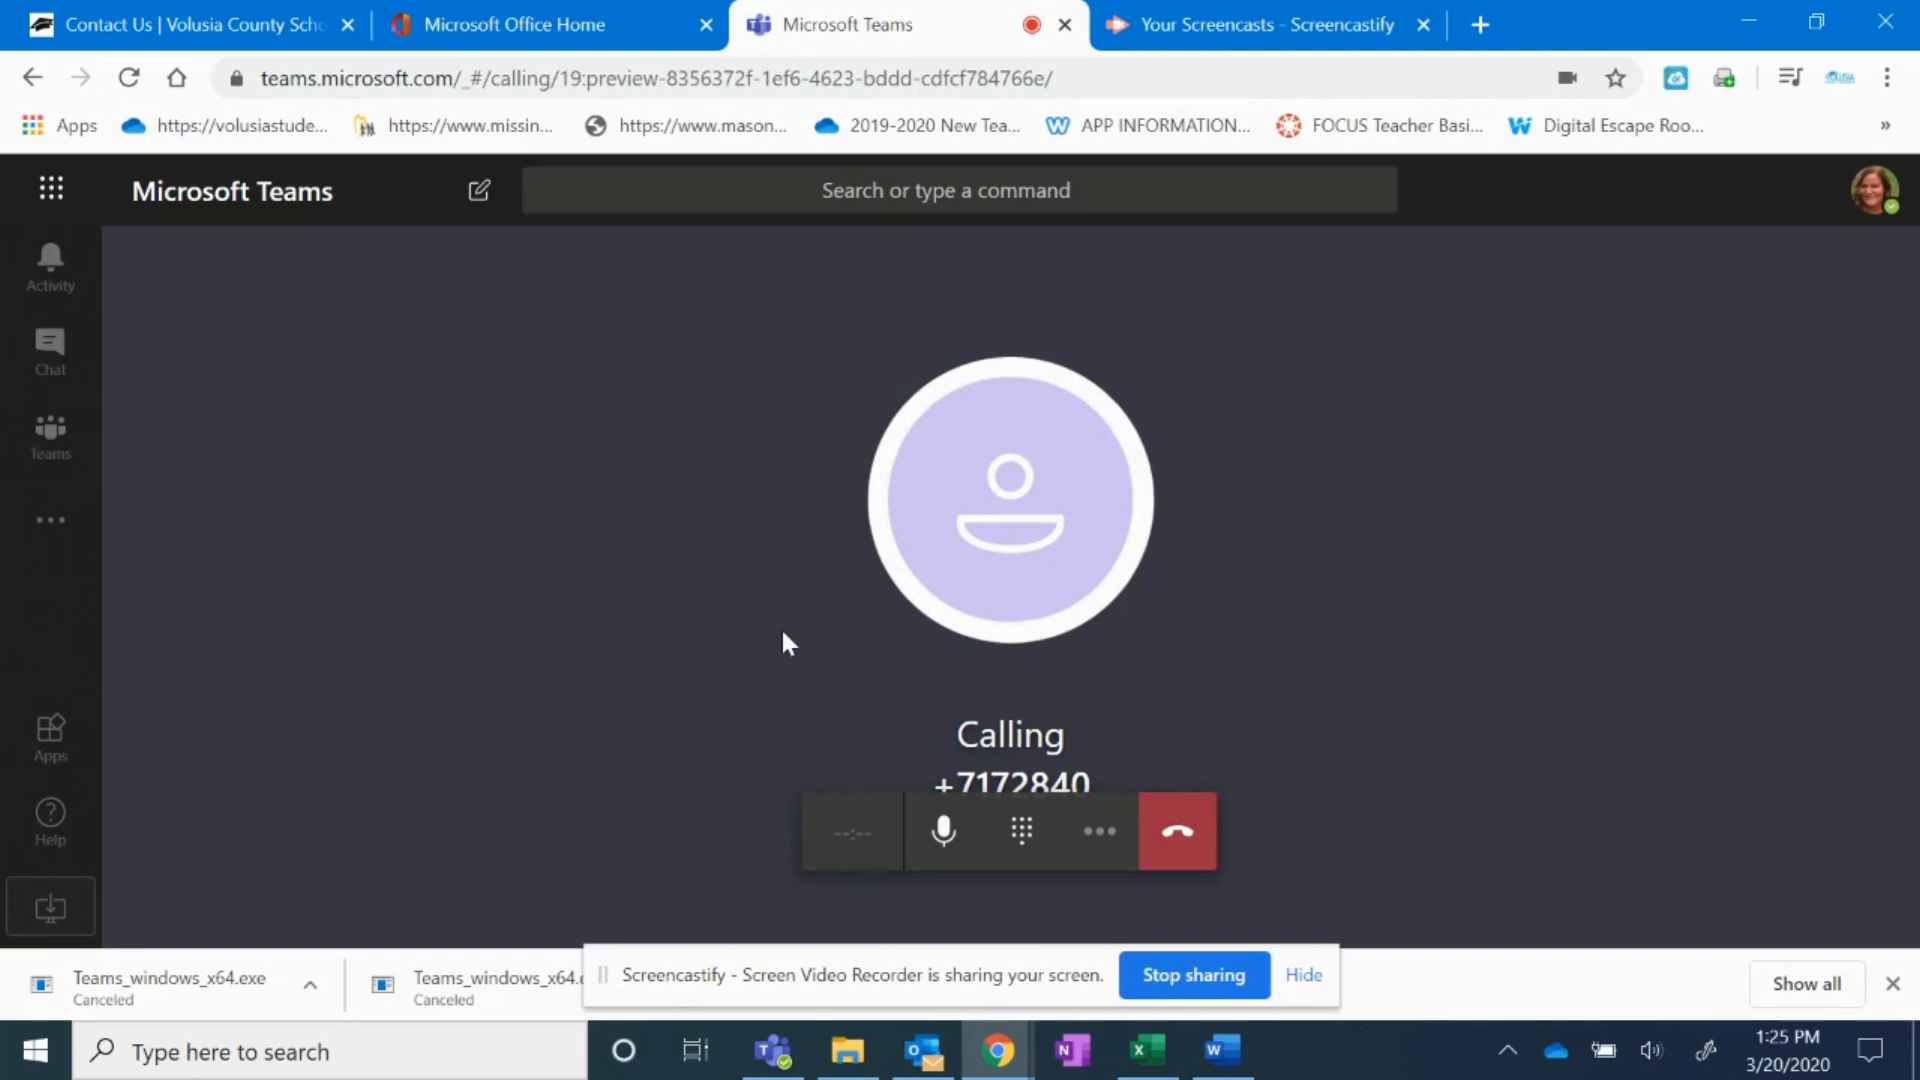 Contact Us | Volusia County Scho
Microsoft Office Home
Microsoft Teams
Your Screencasts - Screencastify
teams.microsoft.com/_#/calling/19:preview-8356372f-1ef6-4623-bddd-cdfcf784766e/
Apps
https://volusiastude...
https://www.missin...
https://www.mason...
2019-2020 New Tea...
APP INFORMATION...
FOCUS Teacher Basi...
Digital Escape Roo...
Microsoft Teams
Search or type a command
Activity
Chat
Teams
Calling
+7172840
--:--
Apps
Help
Teams_windows_x64.exe
Canceled
Teams_windows_x64.e
Canceled
Screencastify - Screen Video Recorder is sharing your screen.
Stop sharing
Hide
Show all
Type here to search
1:25 PM
3/20/2020